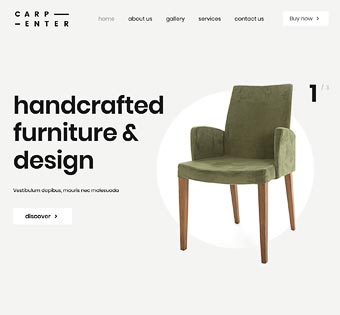 CARP—
–ENTER
home about us gallery services contact us Buy now >
1 / 3
handcrafted
furniture &
design
Vestibulum dapibus, mauris nec malesuada
discover >